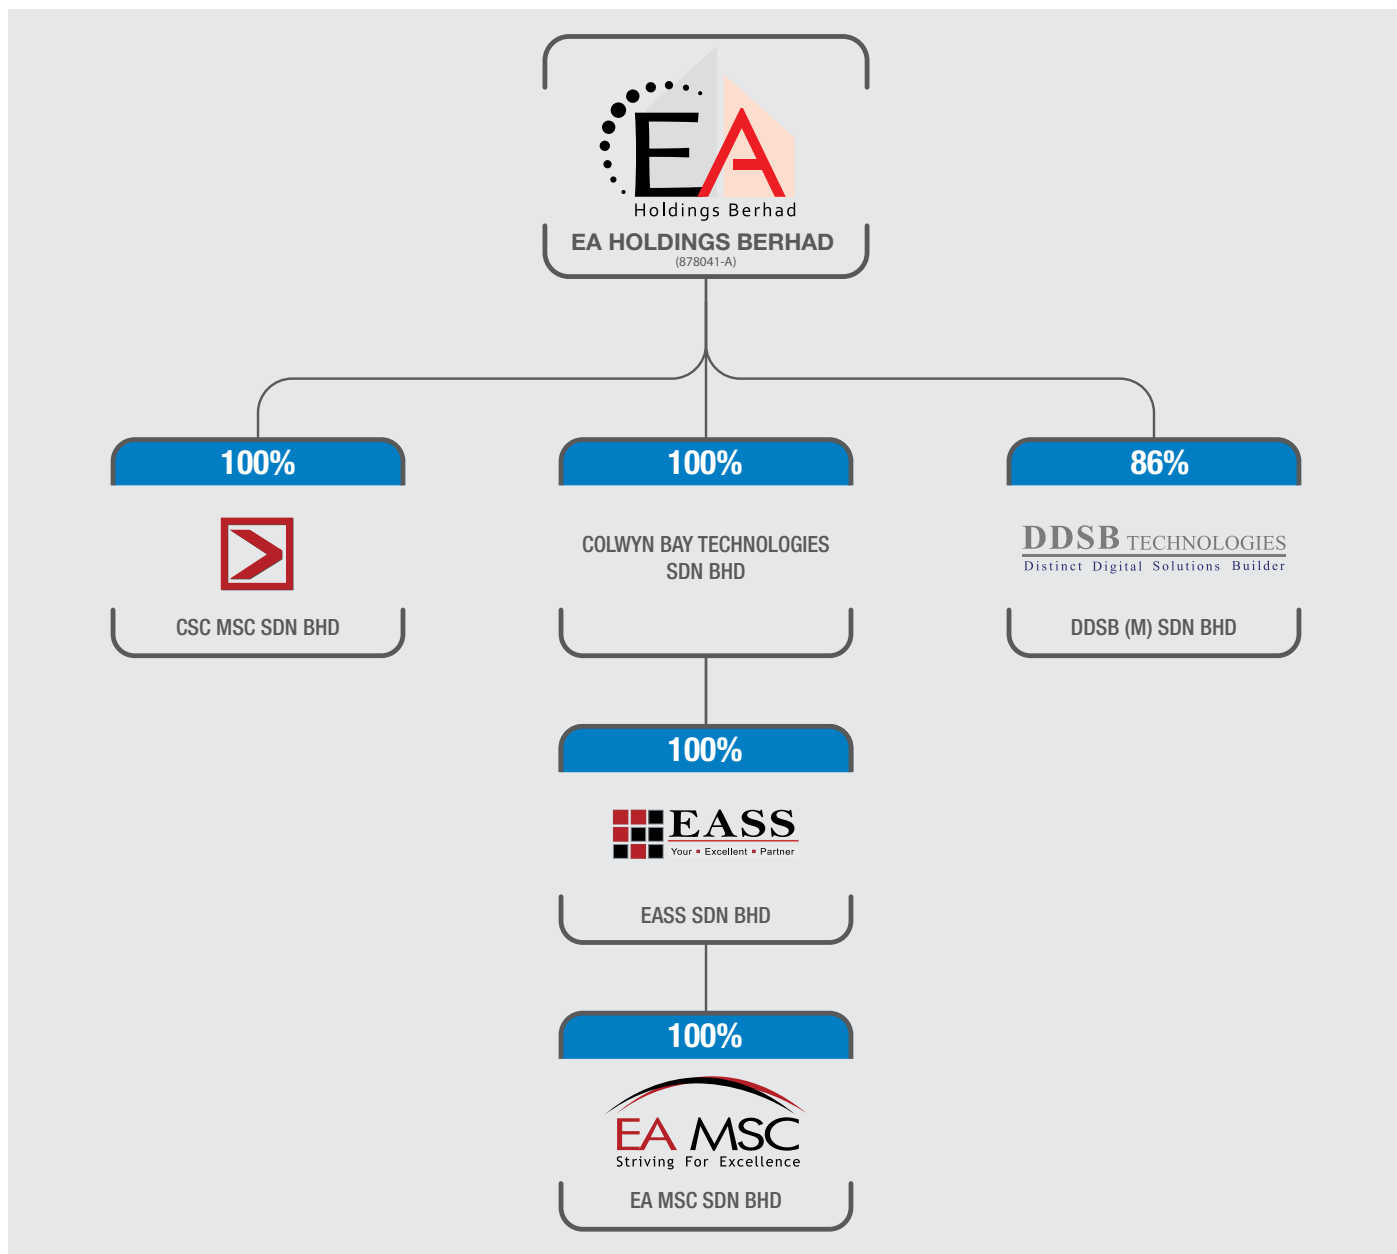 EA
Holdings Berhad
EA HOLDINGS BERHAD
(878041-A)
100%
CSC MSC SDN BHD
100%
COLWYN BAY TECHNOLOGIES
SDN BHD
86%
DDSB TECHNOLOGIES
Distinct Digital Solutions Builder
DDSB (M) SDN BHD
100%
EASS
Your ▪ Excellent ▪ Partner
EASS SDN BHD
100%
EA MSC
Striving For Excellence
EA MSC SDN BHD